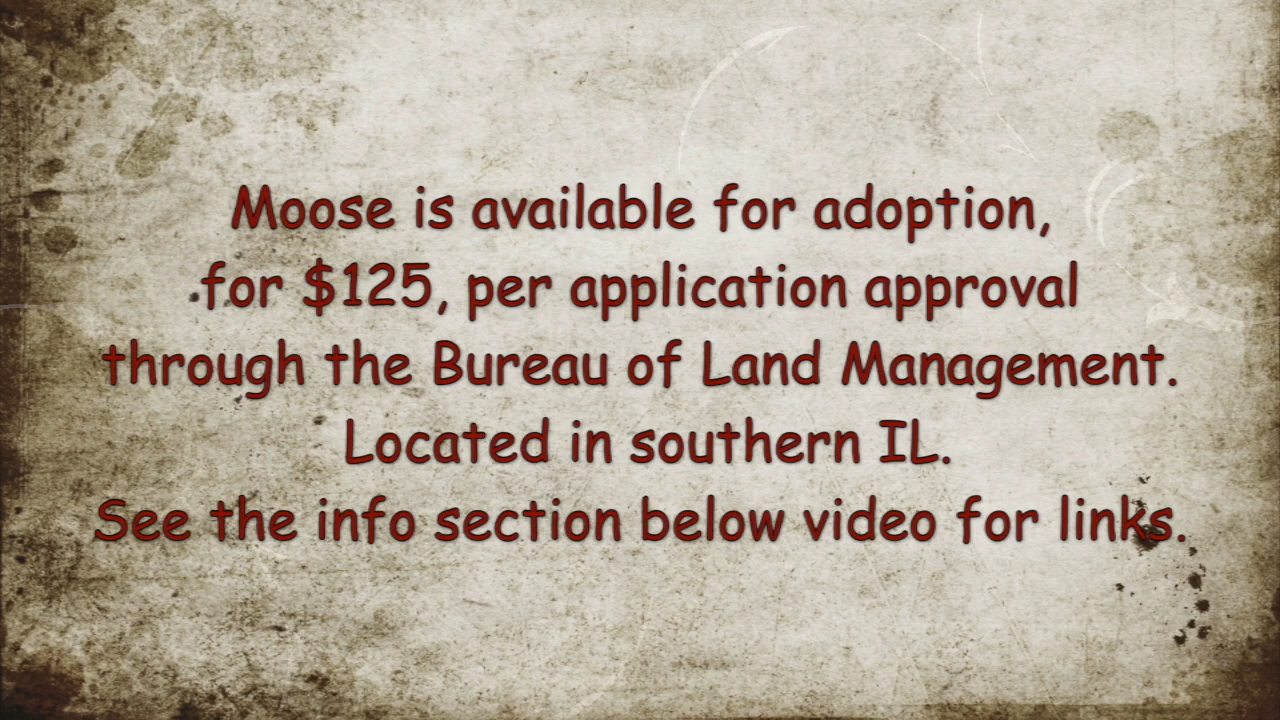 Moose is available for adoption,
for $125, per application approval
through the Bureau of Land Management.
Located in southern IL.
See the info section below video for links.